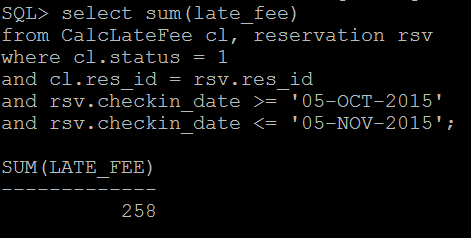 SQL> select sum(late_fee)
from CalcLateFee cl, reservation rsv
where cl.status = 1
and cl.res_id = rsv.res_id
and rsv.checkin_date >= '05-OCT-2015'
and rsv.checkin_date <= '05-NOV-2015';
SUM(LATE_FEE)
-------------
258